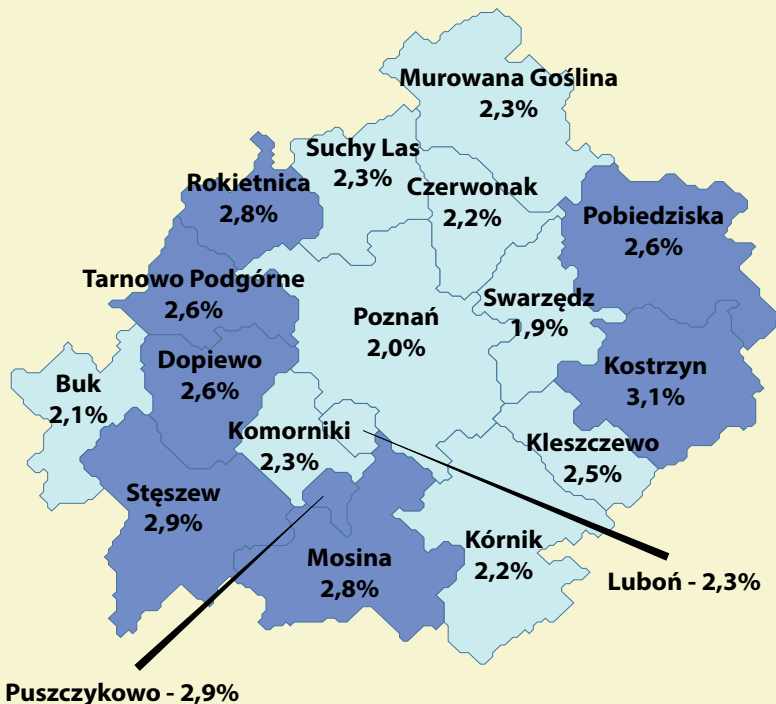 Murowana Goślina
2,3%
Suchy Las
2,3%
Rokietnica
2,8%
Czerwonak
2,2%
Pobiedziska
2,6%
Tarnowo Podgórne
2,6%
Swarzędz
1,9%
Poznań
2,0%
Dopiewo
2,6%
Kostrzyn
3,1%
Buk
2,1%
Komorniki
2,3%
Kleszczewo
2,5%
Stęszew
2,9%
Kórnik
2,2%
Mosina
2,8%
Luboń - 2,3%
Puszczykowo - 2,9%